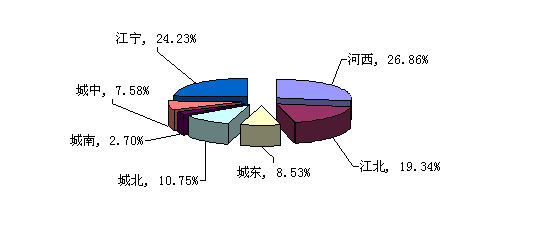 江宁, 24.23%
河西, 26.86%
城中, 7.58%
城南, 2.70%
江北, 19.34%
城东, 8.53%
城北, 10.75%